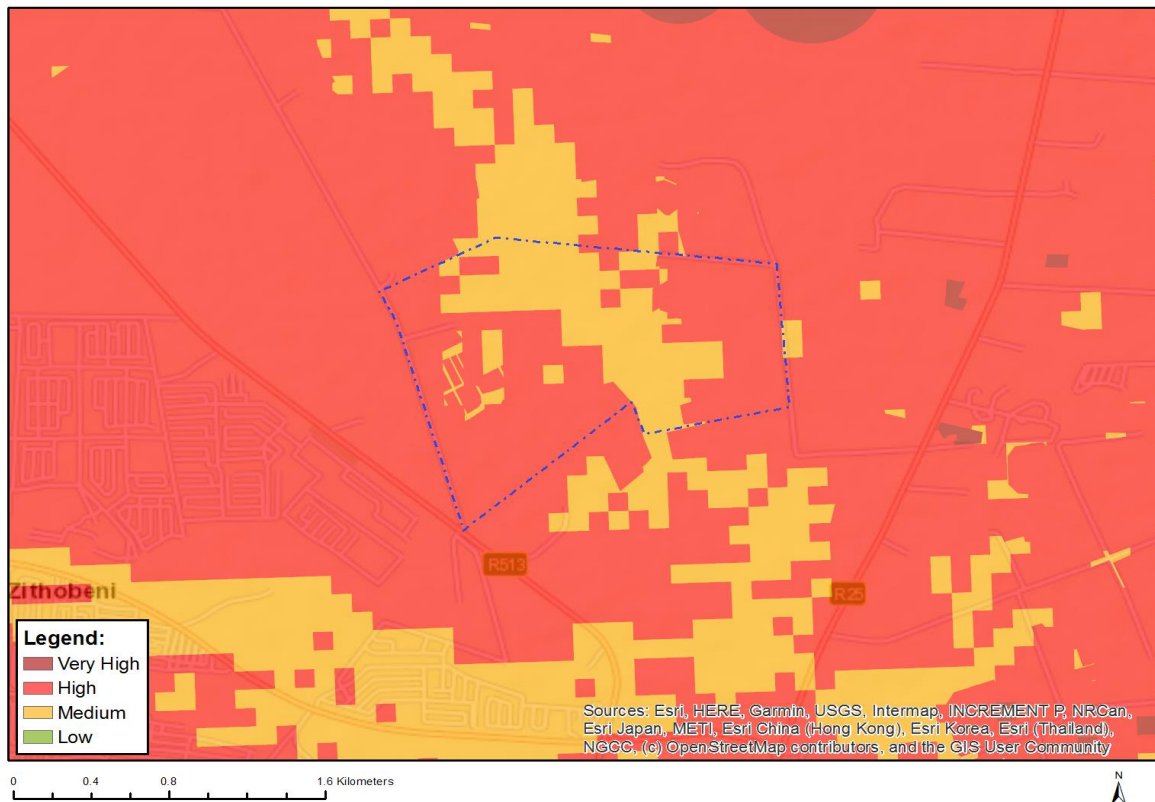 R513
Zithobeni
R25
Legend:
Very High
High
Medium
Low
Sources: Esri, HERE, Garmin, USGS, Intermap, INCREMENT P, NRCan,
Esri Japan, METI, Esri China (Hong Kong), Esri Korea, Esri (Thailand),
NGCC, (c) OpenStreetMap contributors, and the GIS User Community
0 0.4 0.8 1.6 Kilometers
N